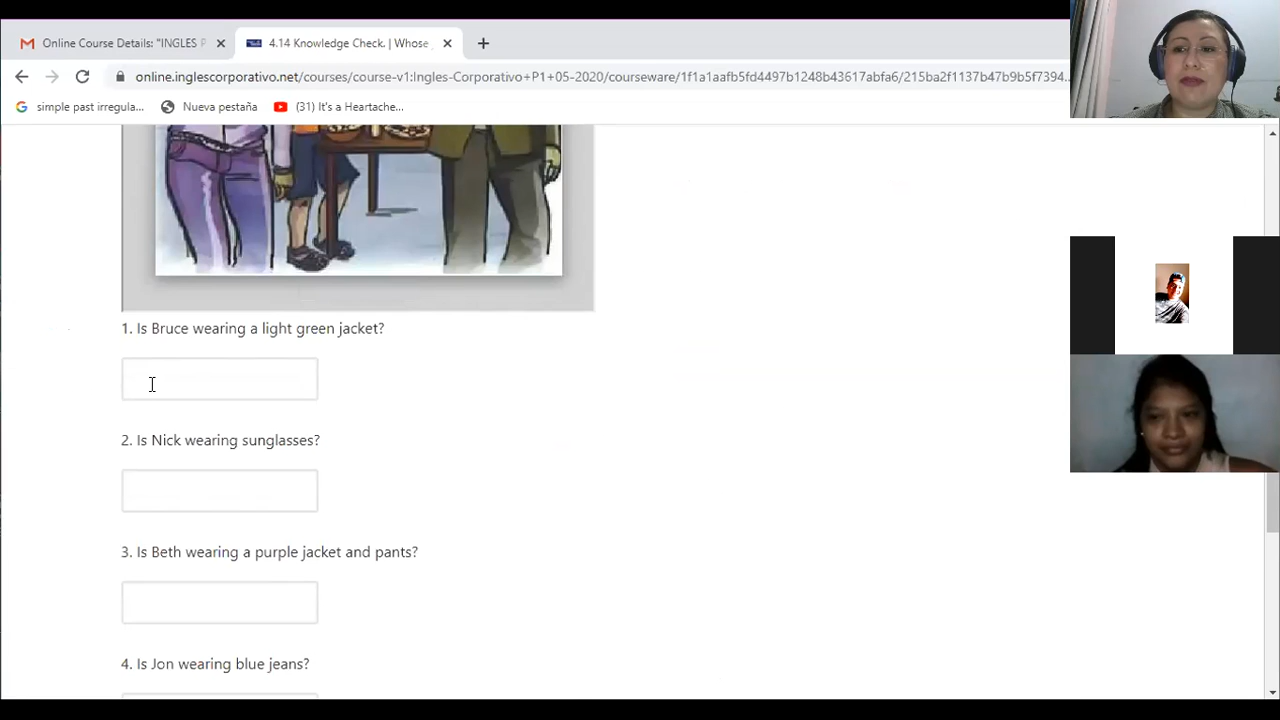 Online Course Details: "INGLES P
4.14 Knowledge Check. | Whose
online.inglescorporativo.net/courses/course-v1:Ingles-Corporativo+P1+05-2020/courseware/1f1a1aafb5fd4497b1248b43617abfa6/215ba2f1137b47b9b5f7394...
simple past irregula... Nueva pestaña (31) It's a Heartache...
1. Is Bruce wearing a light green jacket?
2. Is Nick wearing sunglasses?
3. Is Beth wearing a purple jacket and pants?
4. Is Jon wearing blue jeans?